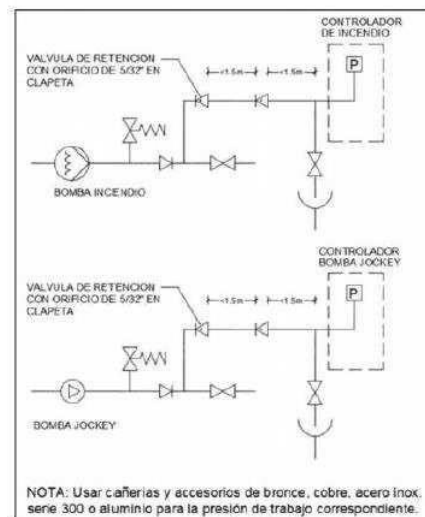 CONTROLADOR
DE INCENDIO
VALVULA DE RETENCION
CON ORIFICIO DE 5/32" EN
CLAPETA
<1.5m
<1.5m
P
BOMBA INCENDIO
CONTROLADOR
BOMBA JOCKEY
VALVULA DE RETENCION
CON ORIFICIO DE 5/32" EN
CLAPETA
<1.5m
<1.5m
P
BOMBA JOCKEY
NOTA: Usar cañerias y accesorios de bronce, cobre, acero inox.
serie 300 o aluminio para la presión de trabajo correspondiente.